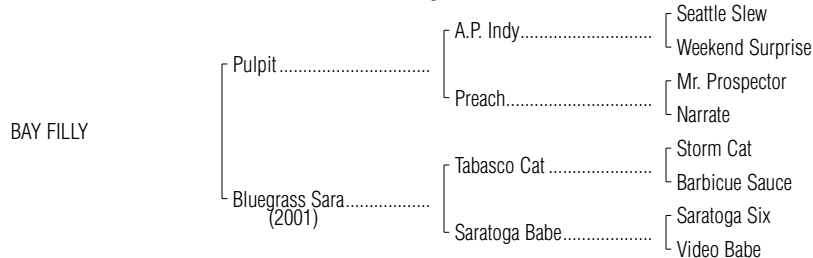 Seattle Slew
A.P. Indy..............................
Weekend Surprise
Pulpit..................................
Mr. Prospector
Preach..................................
Narrate
BAY FILLY
Storm Cat
Tabasco Cat........................
Barbicue Sauce
Bluegrass Sara....................
(2001)
Saratoga Six
Saratoga Babe.....................
Video Babe